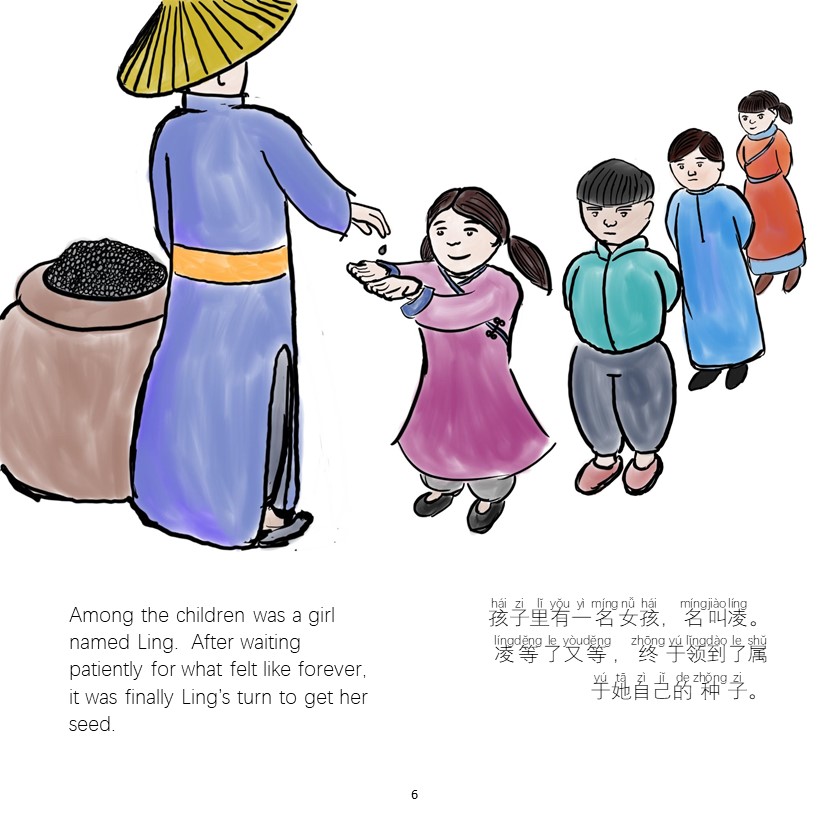 Among the children was a girl
named Ling.  After waiting
patiently for what felt like forever,
it was finally Ling's turn to get her
seed.
hái zi lǐ yǒu yì míng nǚ hái míng jiào líng
孩子里有一名女孩，名叫凌。
líng děng le yòu děng zhōng yú lǐng dào le shǔ
凌等了又等，终于领到了属
yú tā zì jǐ de zhǒng zi
于她自己的种子。
6